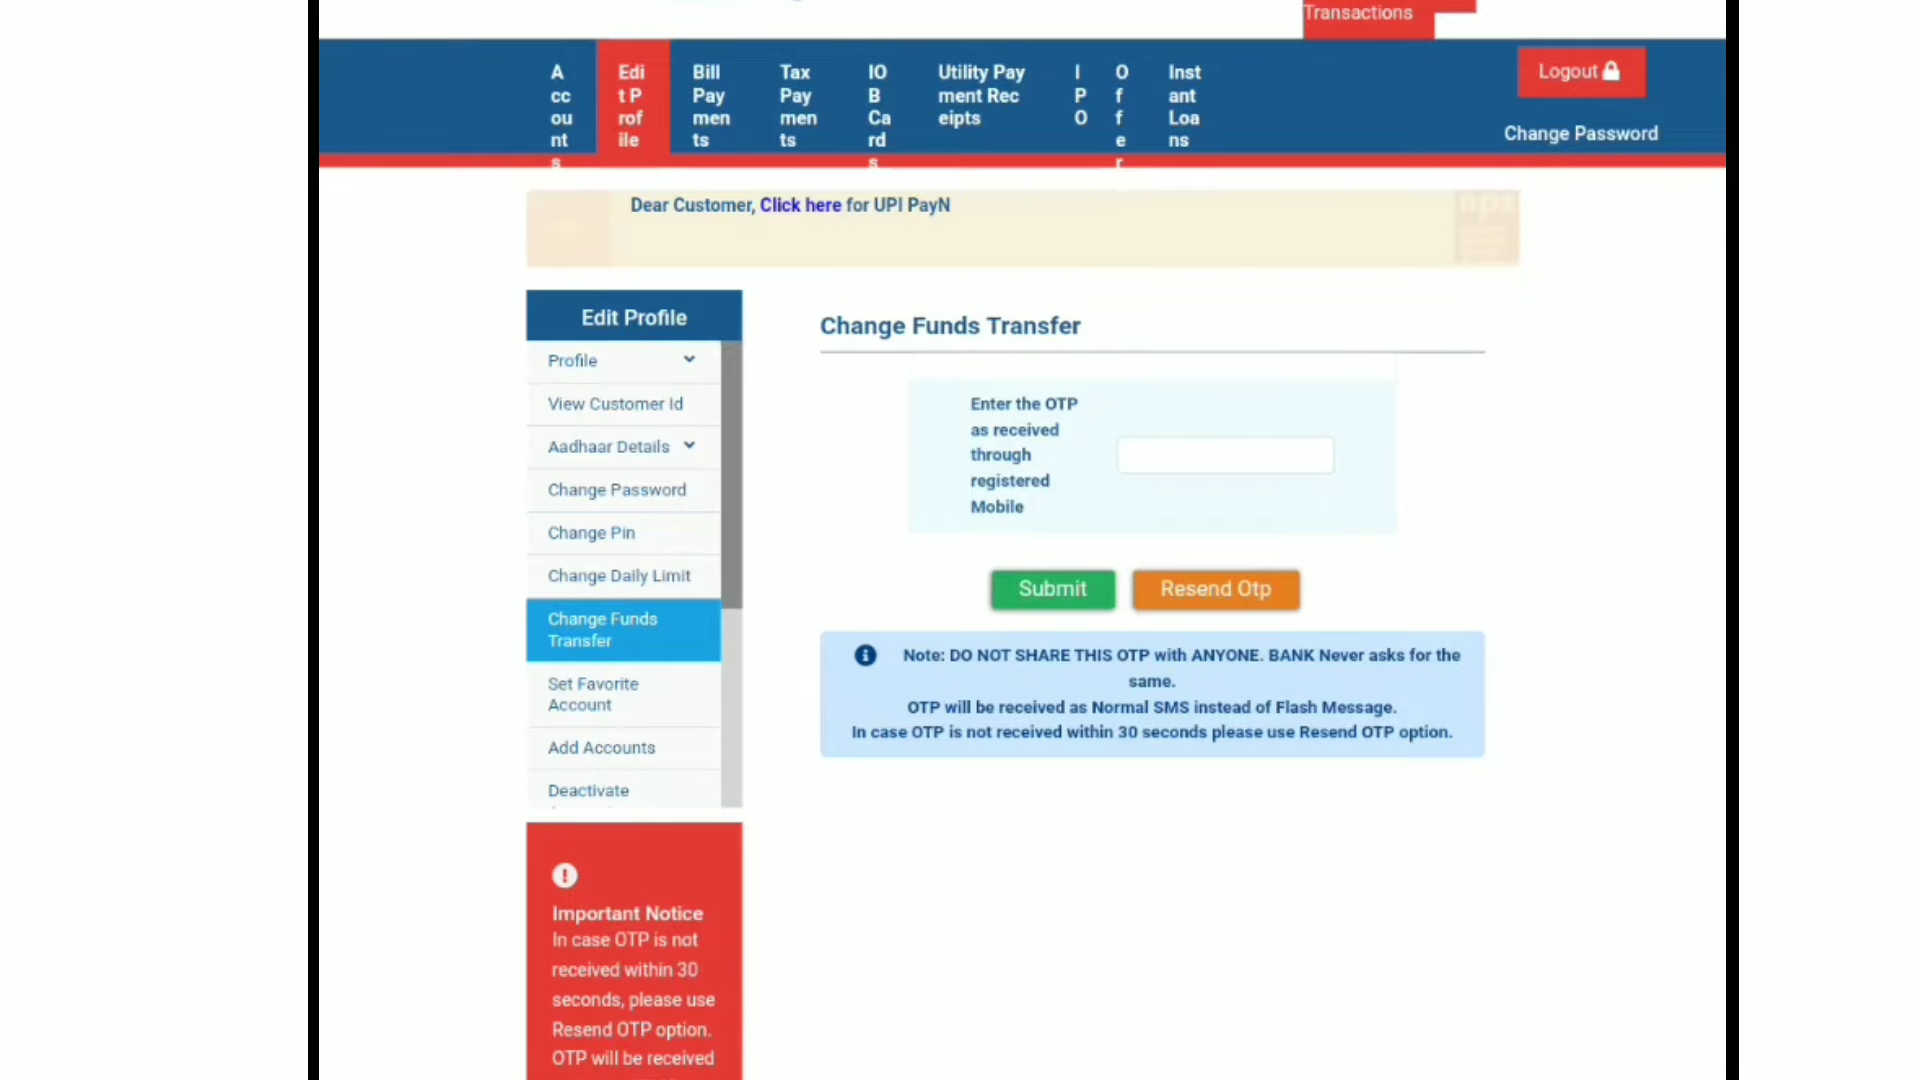 Transactions
A
cc
ou
nt
s
Edi
t P
rof
ile
Bill
Pay
men
ts
Tax
Pay
men
ts
IO
B
Ca
rd
s
Utility Pay
ment Rec
eipts
I
P
O
O
f
f
e
r
Inst
ant
Loa
ns
Logout
Change Password
Dear Customer, Click here for UPI PayN
nps
Edit Profile
Profile
View Customer Id
Aadhaar Details
Change Password
Change Pin
Change Daily Limit
Change Funds
Transfer
Set Favorite
Account
Add Accounts
Deactivate
Change Funds Transfer
Enter the OTP
as received
through
registered
Mobile
Submit
Resend Otp
Note: DO NOT SHARE THIS OTP with ANYONE. BANK Never asks for the
same.
OTP will be received as Normal SMS instead of Flash Message.
In case OTP is not received within 30 seconds please use Resend OTP option.
Important Notice
In case OTP is not
received within 30
seconds, please use
Resend OTP option.
OTP will be received